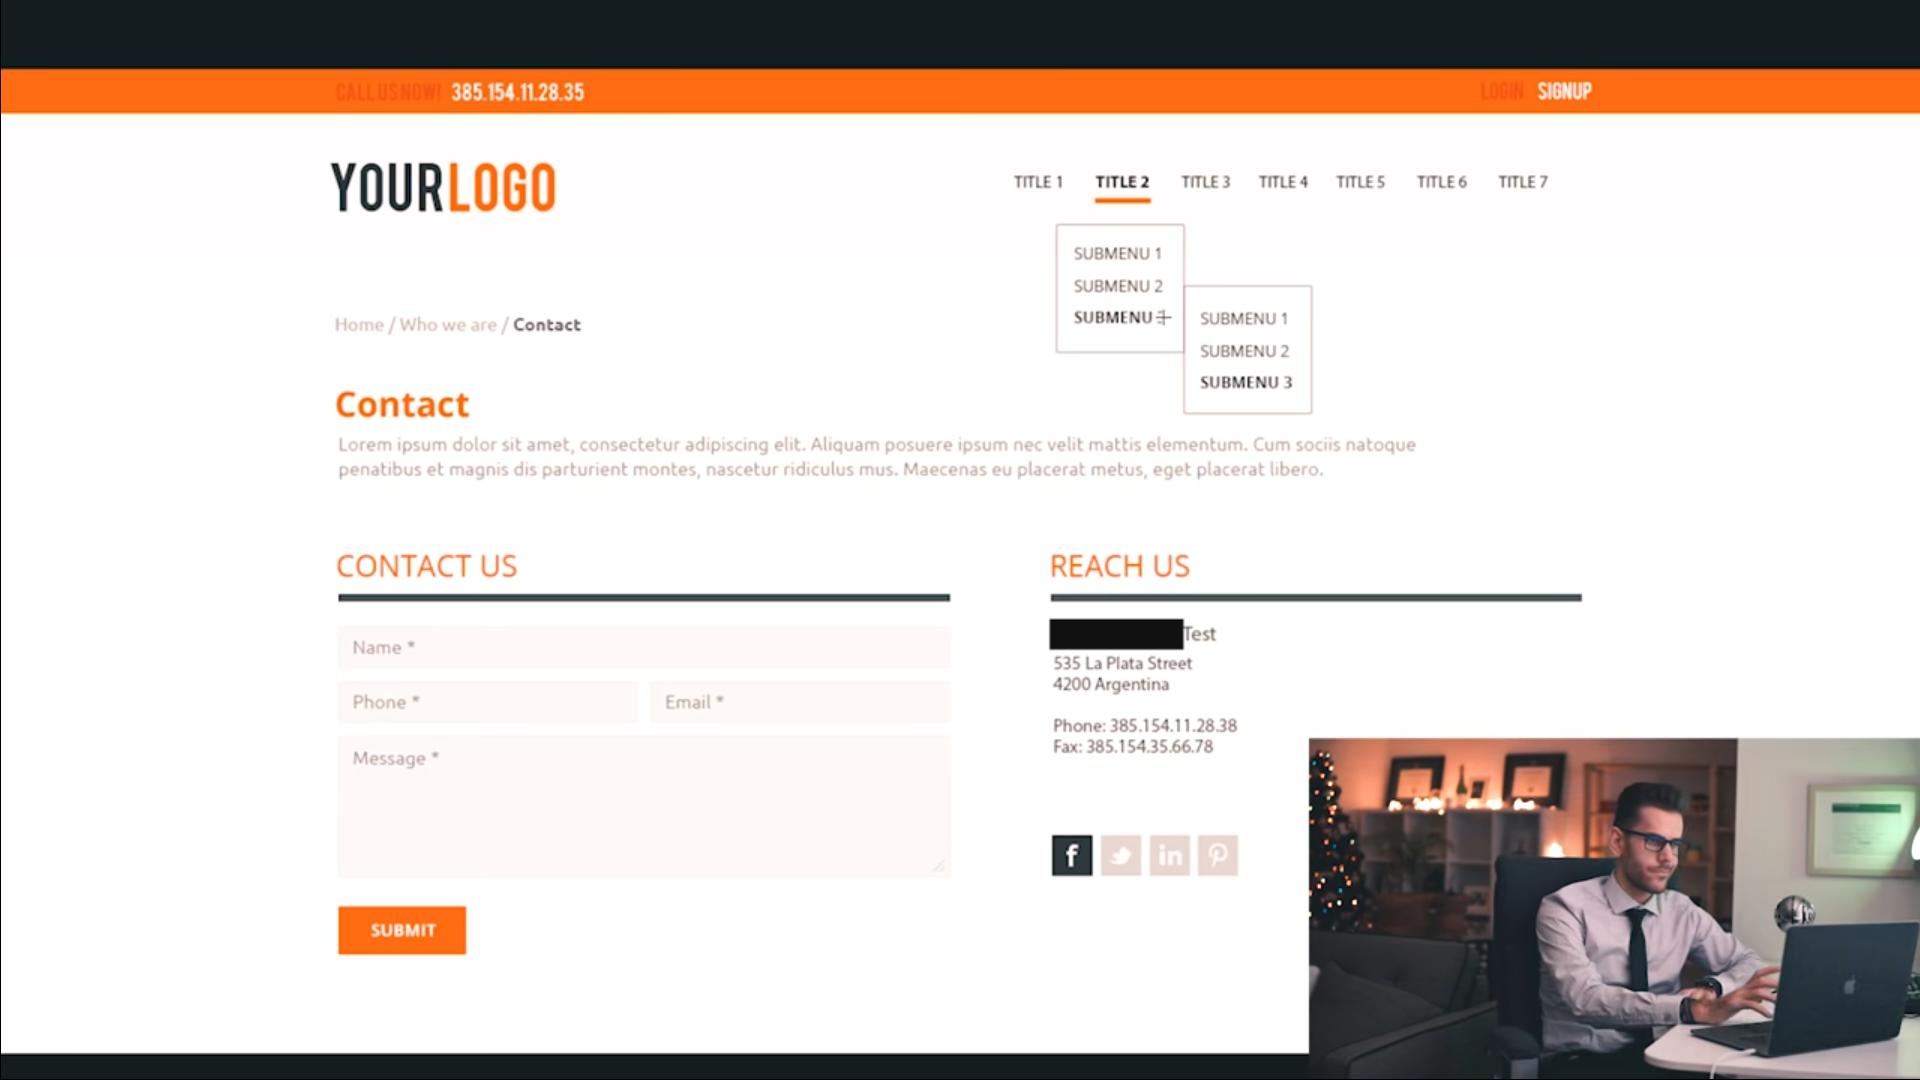 CALL US NOW! 385.154.11.28.35
LOGIN SIGNUP
YOURLOGO
TITLE 1 TITLE 2 TITLE 3 TITLE 4 TITLE 5 TITLE 6 TITLE 7
SUBMENU 1
SUBMENU 2
SUBMENU
SUBMENU 1
SUBMENU 2
SUBMENU 3
Home / Who we are / Contact
Contact
Lorem ipsum dolor sit amet, consectetur adipiscing elit. Aliquam posuere ipsum nec velit mattis elementum. Cum sociis natoque
penatibus et magnis dis parturient montes, nascetur ridiculus mus. Maecenas eu placerat metus, eget placerat libero.
CONTACT US
Name *
Phone * Email *
Message *
SUBMIT
REACH US
Test
535 La Plata Street
4200 Argentina
Phone: 385.154.11.28.38
Fax: 385.154.35.66.78
f
in